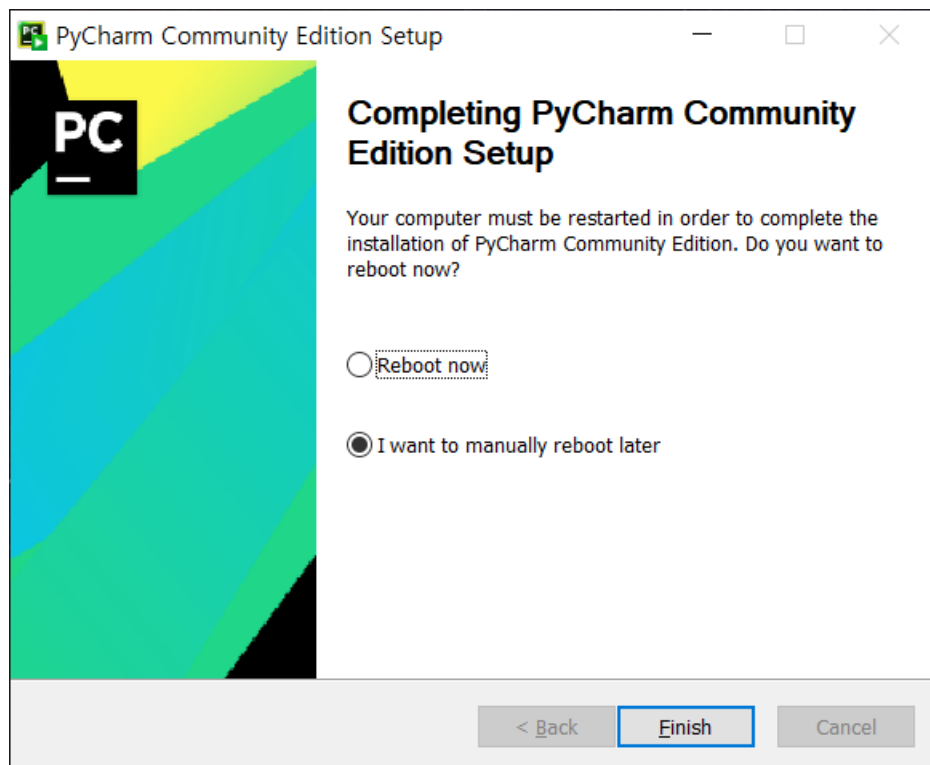 PyCharm Community Edition Setup
PC
Completing PyCharm Community
Edition Setup
Your computer must be restarted in order to complete the
installation of PyCharm Community Edition. Do you want to
reboot now?
Reboot now
I want to manually reboot later
< Back
Finish
Cancel